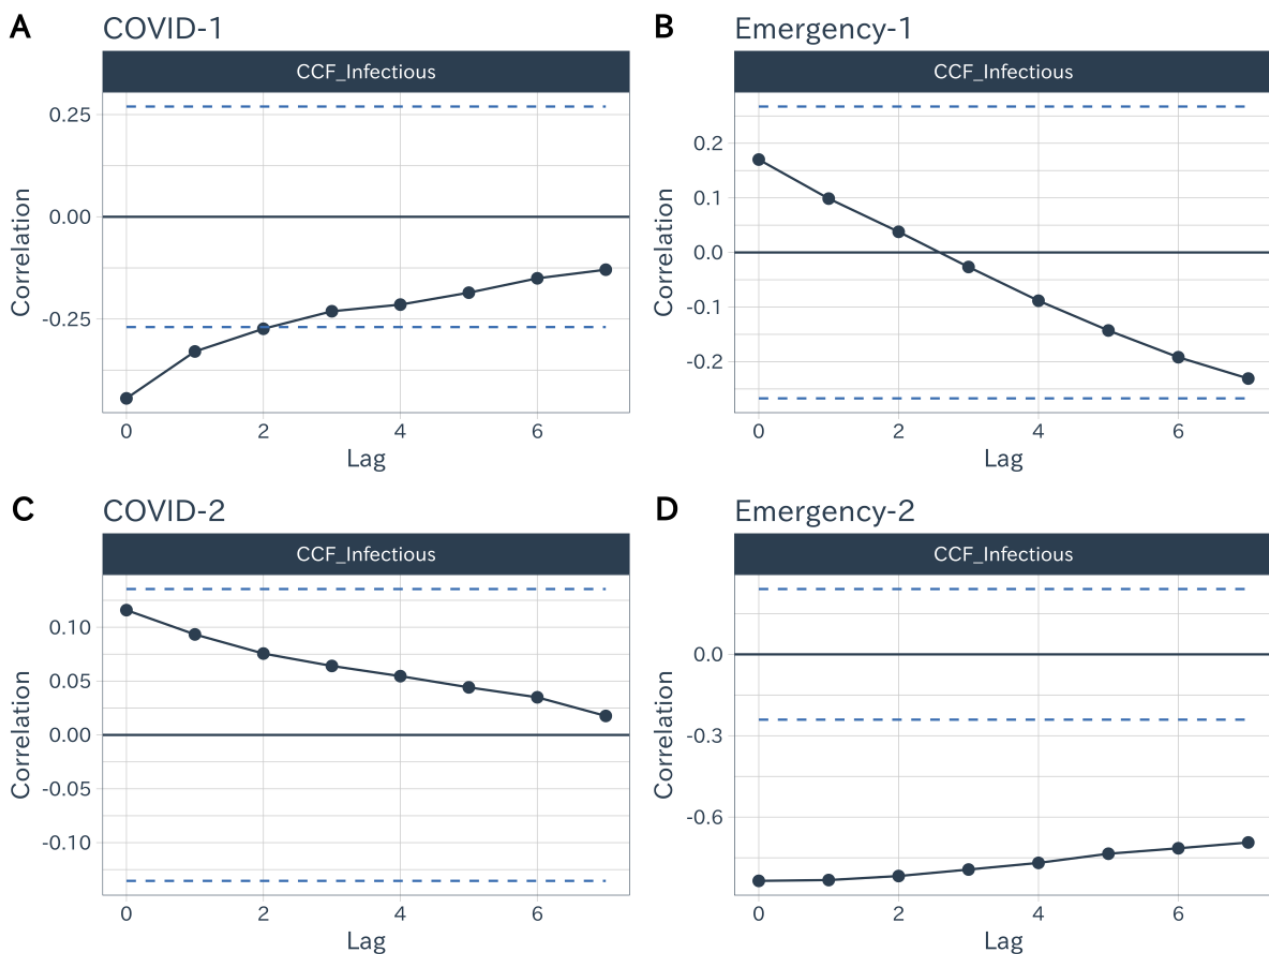 A COVID-1
CCF_Infectious
0.25
0.00
-0.25
Correlation
0 2 4 6
Lag
B Emergency-1
CCF_Infectious
0.2
0.1
0.0
-0.1
-0.2
Correlation
0 2 4 6
Lag
C COVID-2
CCF_Infectious
0.10
0.05
0.00
-0.05
-0.10
Correlation
0 2 4 6
Lag
D Emergency-2
CCF_Infectious
0.0
-0.3
-0.6
Correlation
0 2 4 6
Lag